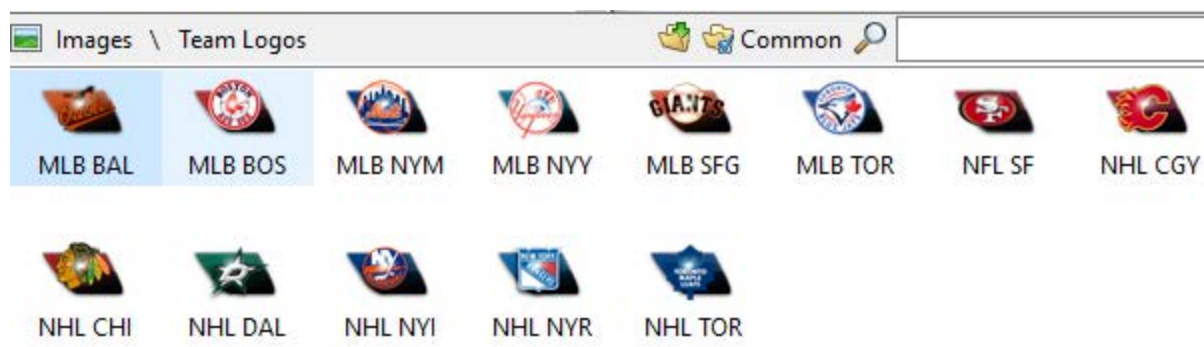 Images \ Team Logos Common
GIANTS
MLB BAL MLB BOS MLB NYM MLB NYY MLB SFG MLB TOR NFL SF NHL CGY
NHL CHI NHL DAL NHL NYI NHL NYR NHL TOR